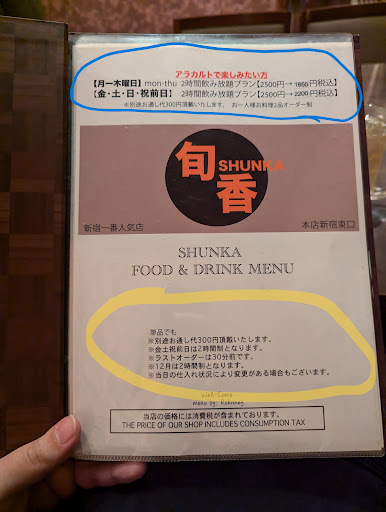 アラカルトで楽しみたい方
【月ー木曜日】mon-thu 2時間飲み放題プラン【2500円→1650円税込】
【金・土・日・祝前日】 2時間飲み放題プラン【2500円→2200円税込】
※別途お通し代300円頂戴いたします。 お一人様お料理2品オーダー制
旬 SHUNKA
香
新宿一番人気店 本店新宿東口
SHUNKA
FOOD & DRINK MENU
単品でも
※別途お通し代300円頂戴いたします。
※金土祝前日は2時間制となります。
※ラストオーダーは30分前です。
※12月は2時間制となります。
※当日の仕入れ状況により変更がある場合もございます。
Well-Come
menu by:
当店の価格には消費税が含まれております。
THE PRICE OF OUR SHOP INCLUDES CONSUMPTION TAX